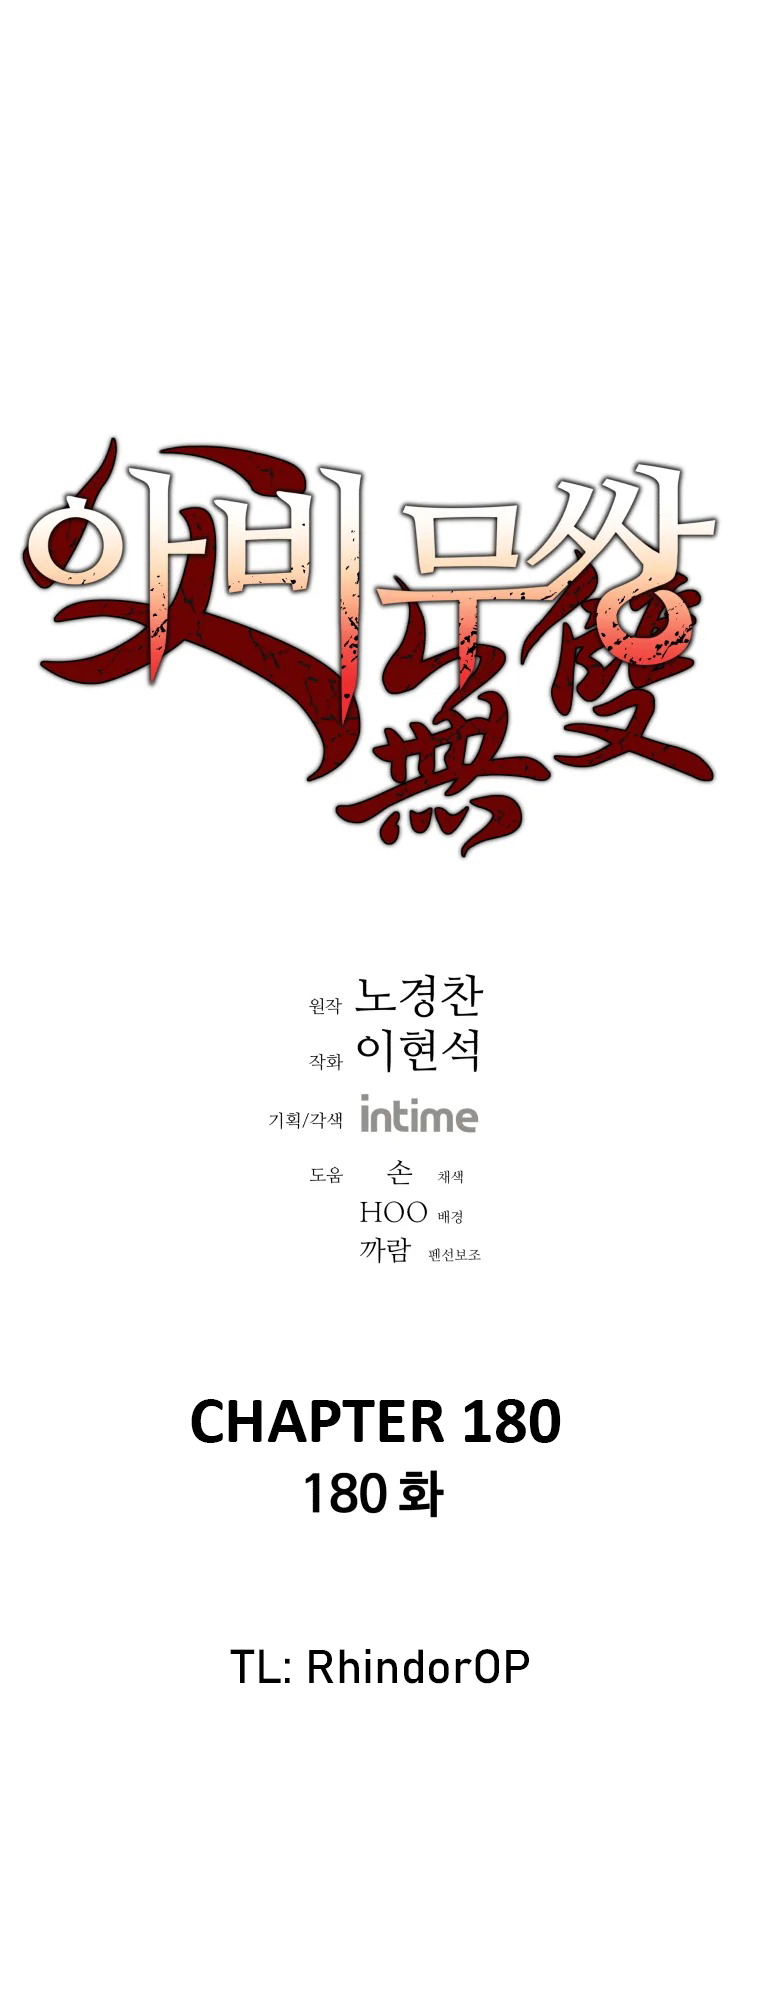 아비무쌍
父無雙
원작 노경찬
작화 이현석
기획/각색 intime
도움 손 채색
HOO 배경
까람 펜선보조
CHAPTER 180
180 화
TL: RhindorOP